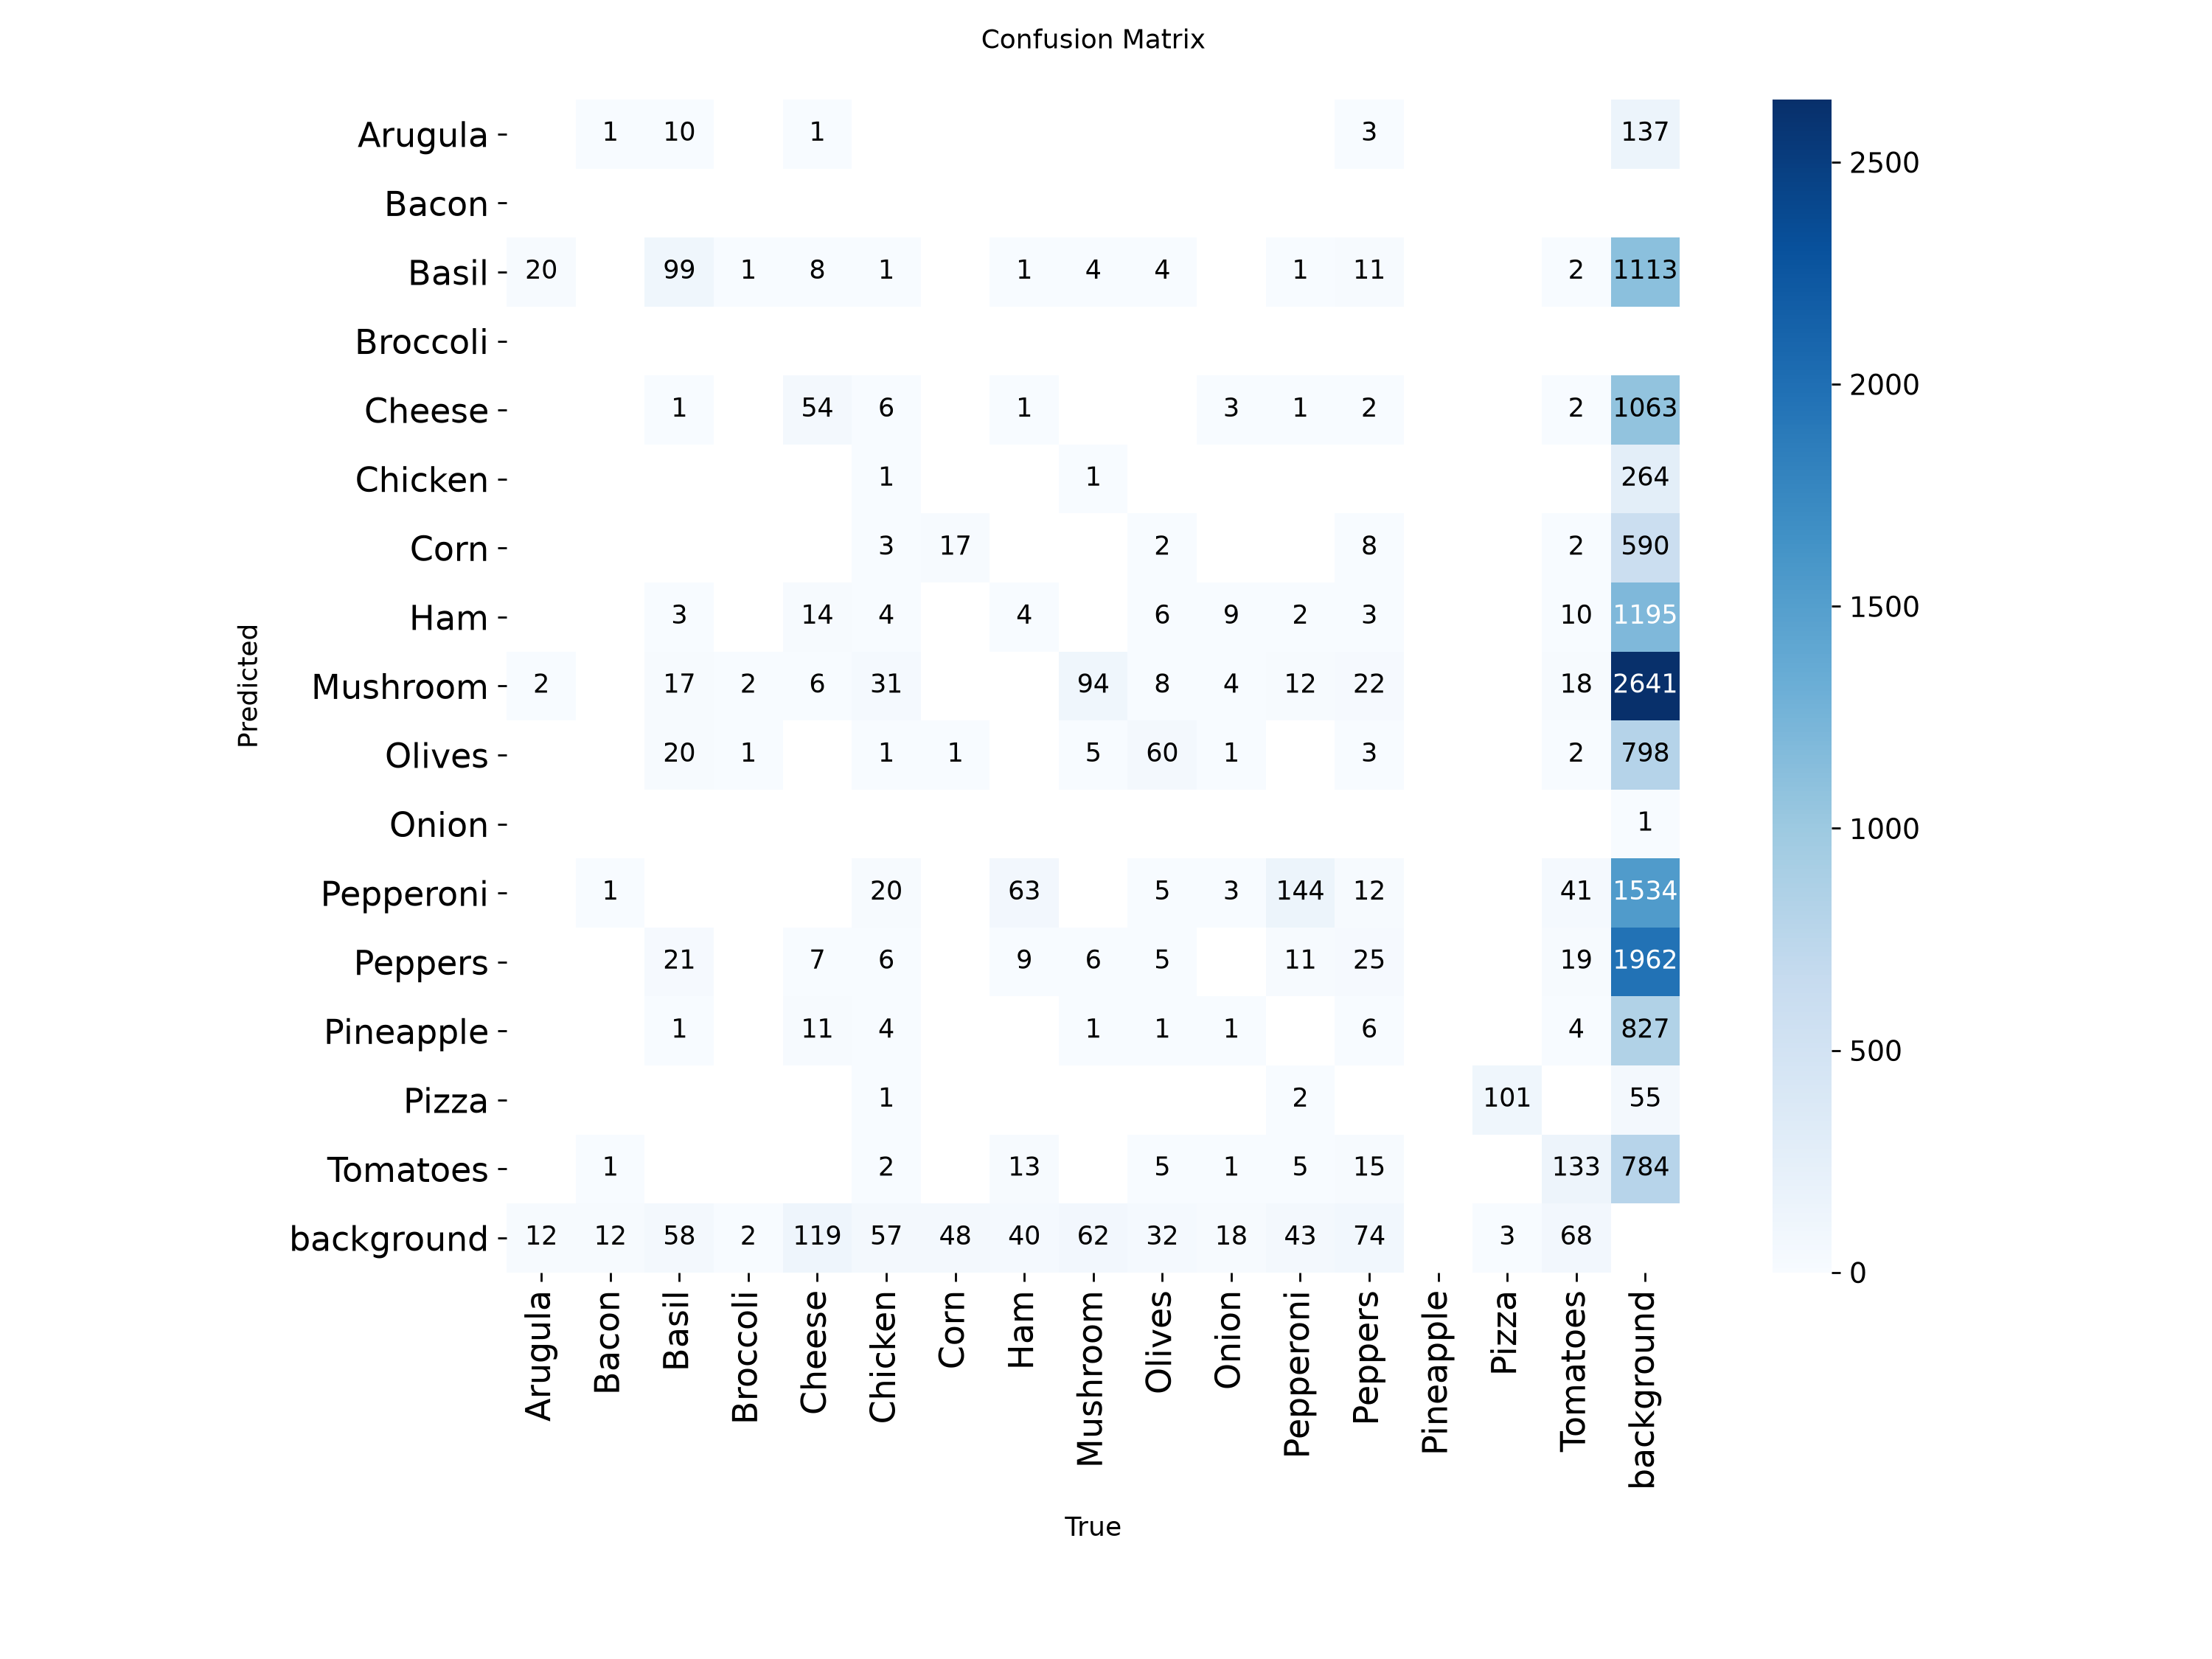 Confusion Matrix
Arugula 1 10 1 3 137
Bacon
Basil 20 99 1 8 1 1 4 4 1 11 2 1113
Broccoli
Cheese 1 54 6 1 3 1 2 2 1063
Chicken 1 1 264
Corn 3 17 2 8 2 590
Ham 3 14 4 4 6 9 2 3 10 1195
Mushroom 2 17 2 6 31 94 8 4 12 22 18 2641
Olives 20 1 1 1 5 60 1 3 2 798
Onion 1
Pepperoni 1 20 63 5 3 144 12 41 1534
Peppers 21 7 6 9 6 5 11 25 19 1962
Pineapple 1 11 4 1 1 1 6 4 827
Pizza 1 2 101 55
Tomatoes 1 2 13 5 1 5 15 133 784
background 12 12 58 2 119 57 48 40 62 32 18 43 74 3 68
Predicted
Arugula Bacon Basil Broccoli Cheese Chicken Corn Ham Mushroom Olives Onion Pepperoni Peppers Pineapple Pizza Tomatoes background
True
2500
2000
1500
1000
500
0